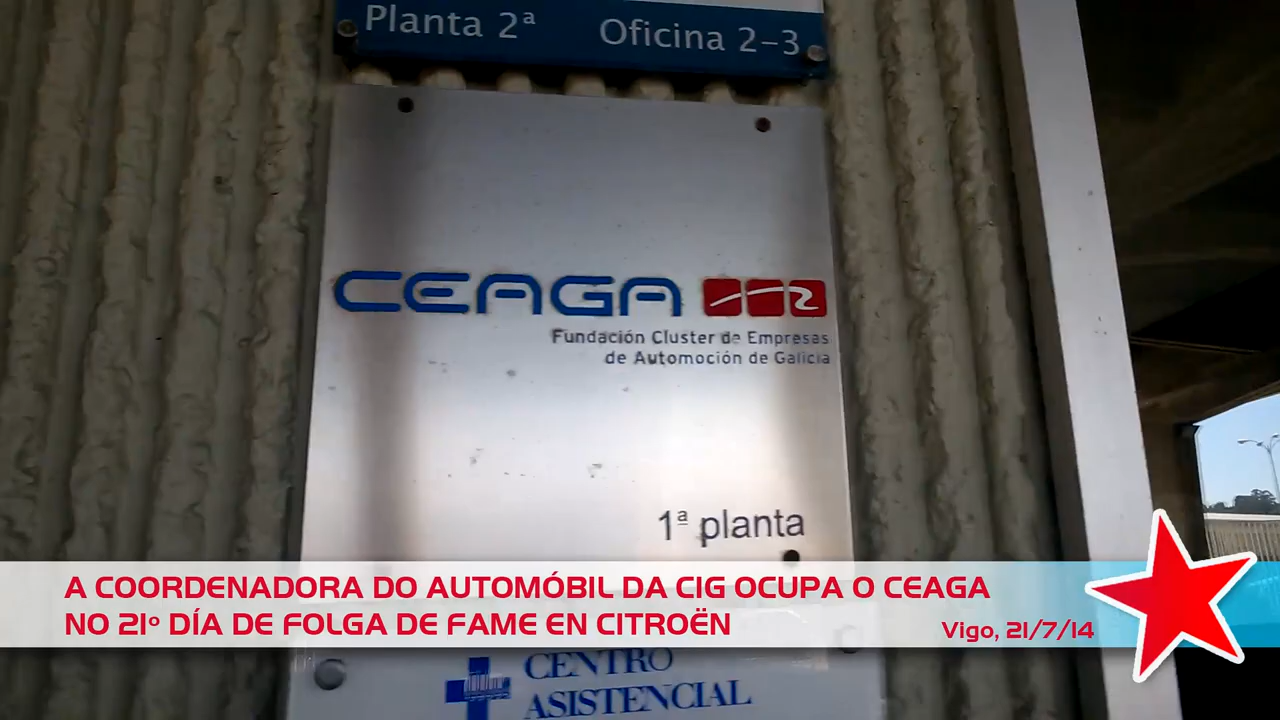 Planta 2ª Oficina 2-3
CEAGA
Fundación Cluster de Empresas
de Automoción de Galicia
1ª planta
A COORDENADORA DO AUTOMÓBIL DA CIG OCUPA O CEAGA
NO 21º DÍA DE FOLGA DE FAME EN CITROËN
Vigo, 21/7/14
CENTRO
ASISTENCIAL